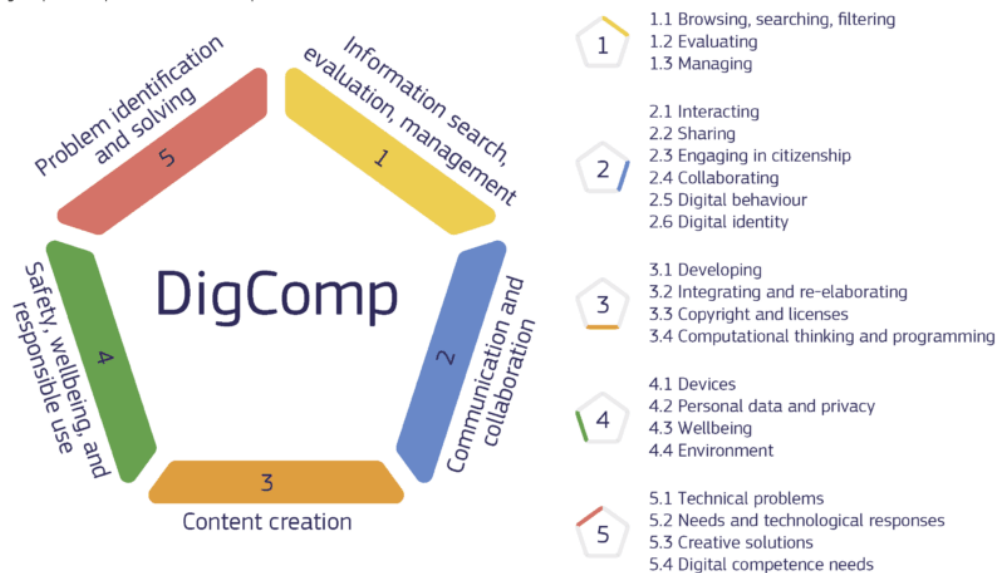 Problem identification
and solving
5
Information search,
evaluation, management
1
DigComp
Safety, wellbeing, and
responsible use
4
Communication and
collaboration
2
3
Content creation
1
1.1 Browsing, searching, filtering
1.2 Evaluating
1.3 Managing
2
2.1 Interacting
2.2 Sharing
2.3 Engaging in citizenship
2.4 Collaborating
2.5 Digital behaviour
2.6 Digital identity
3
3.1 Developing
3.2 Integrating and re-elaborating
3.3 Copyright and licenses
3.4 Computational thinking and programming
4
4.1 Devices
4.2 Personal data and privacy
4.3 Wellbeing
4.4 Environment
5
5.1 Technical problems
5.2 Needs and technological responses
5.3 Creative solutions
5.4 Digital competence needs